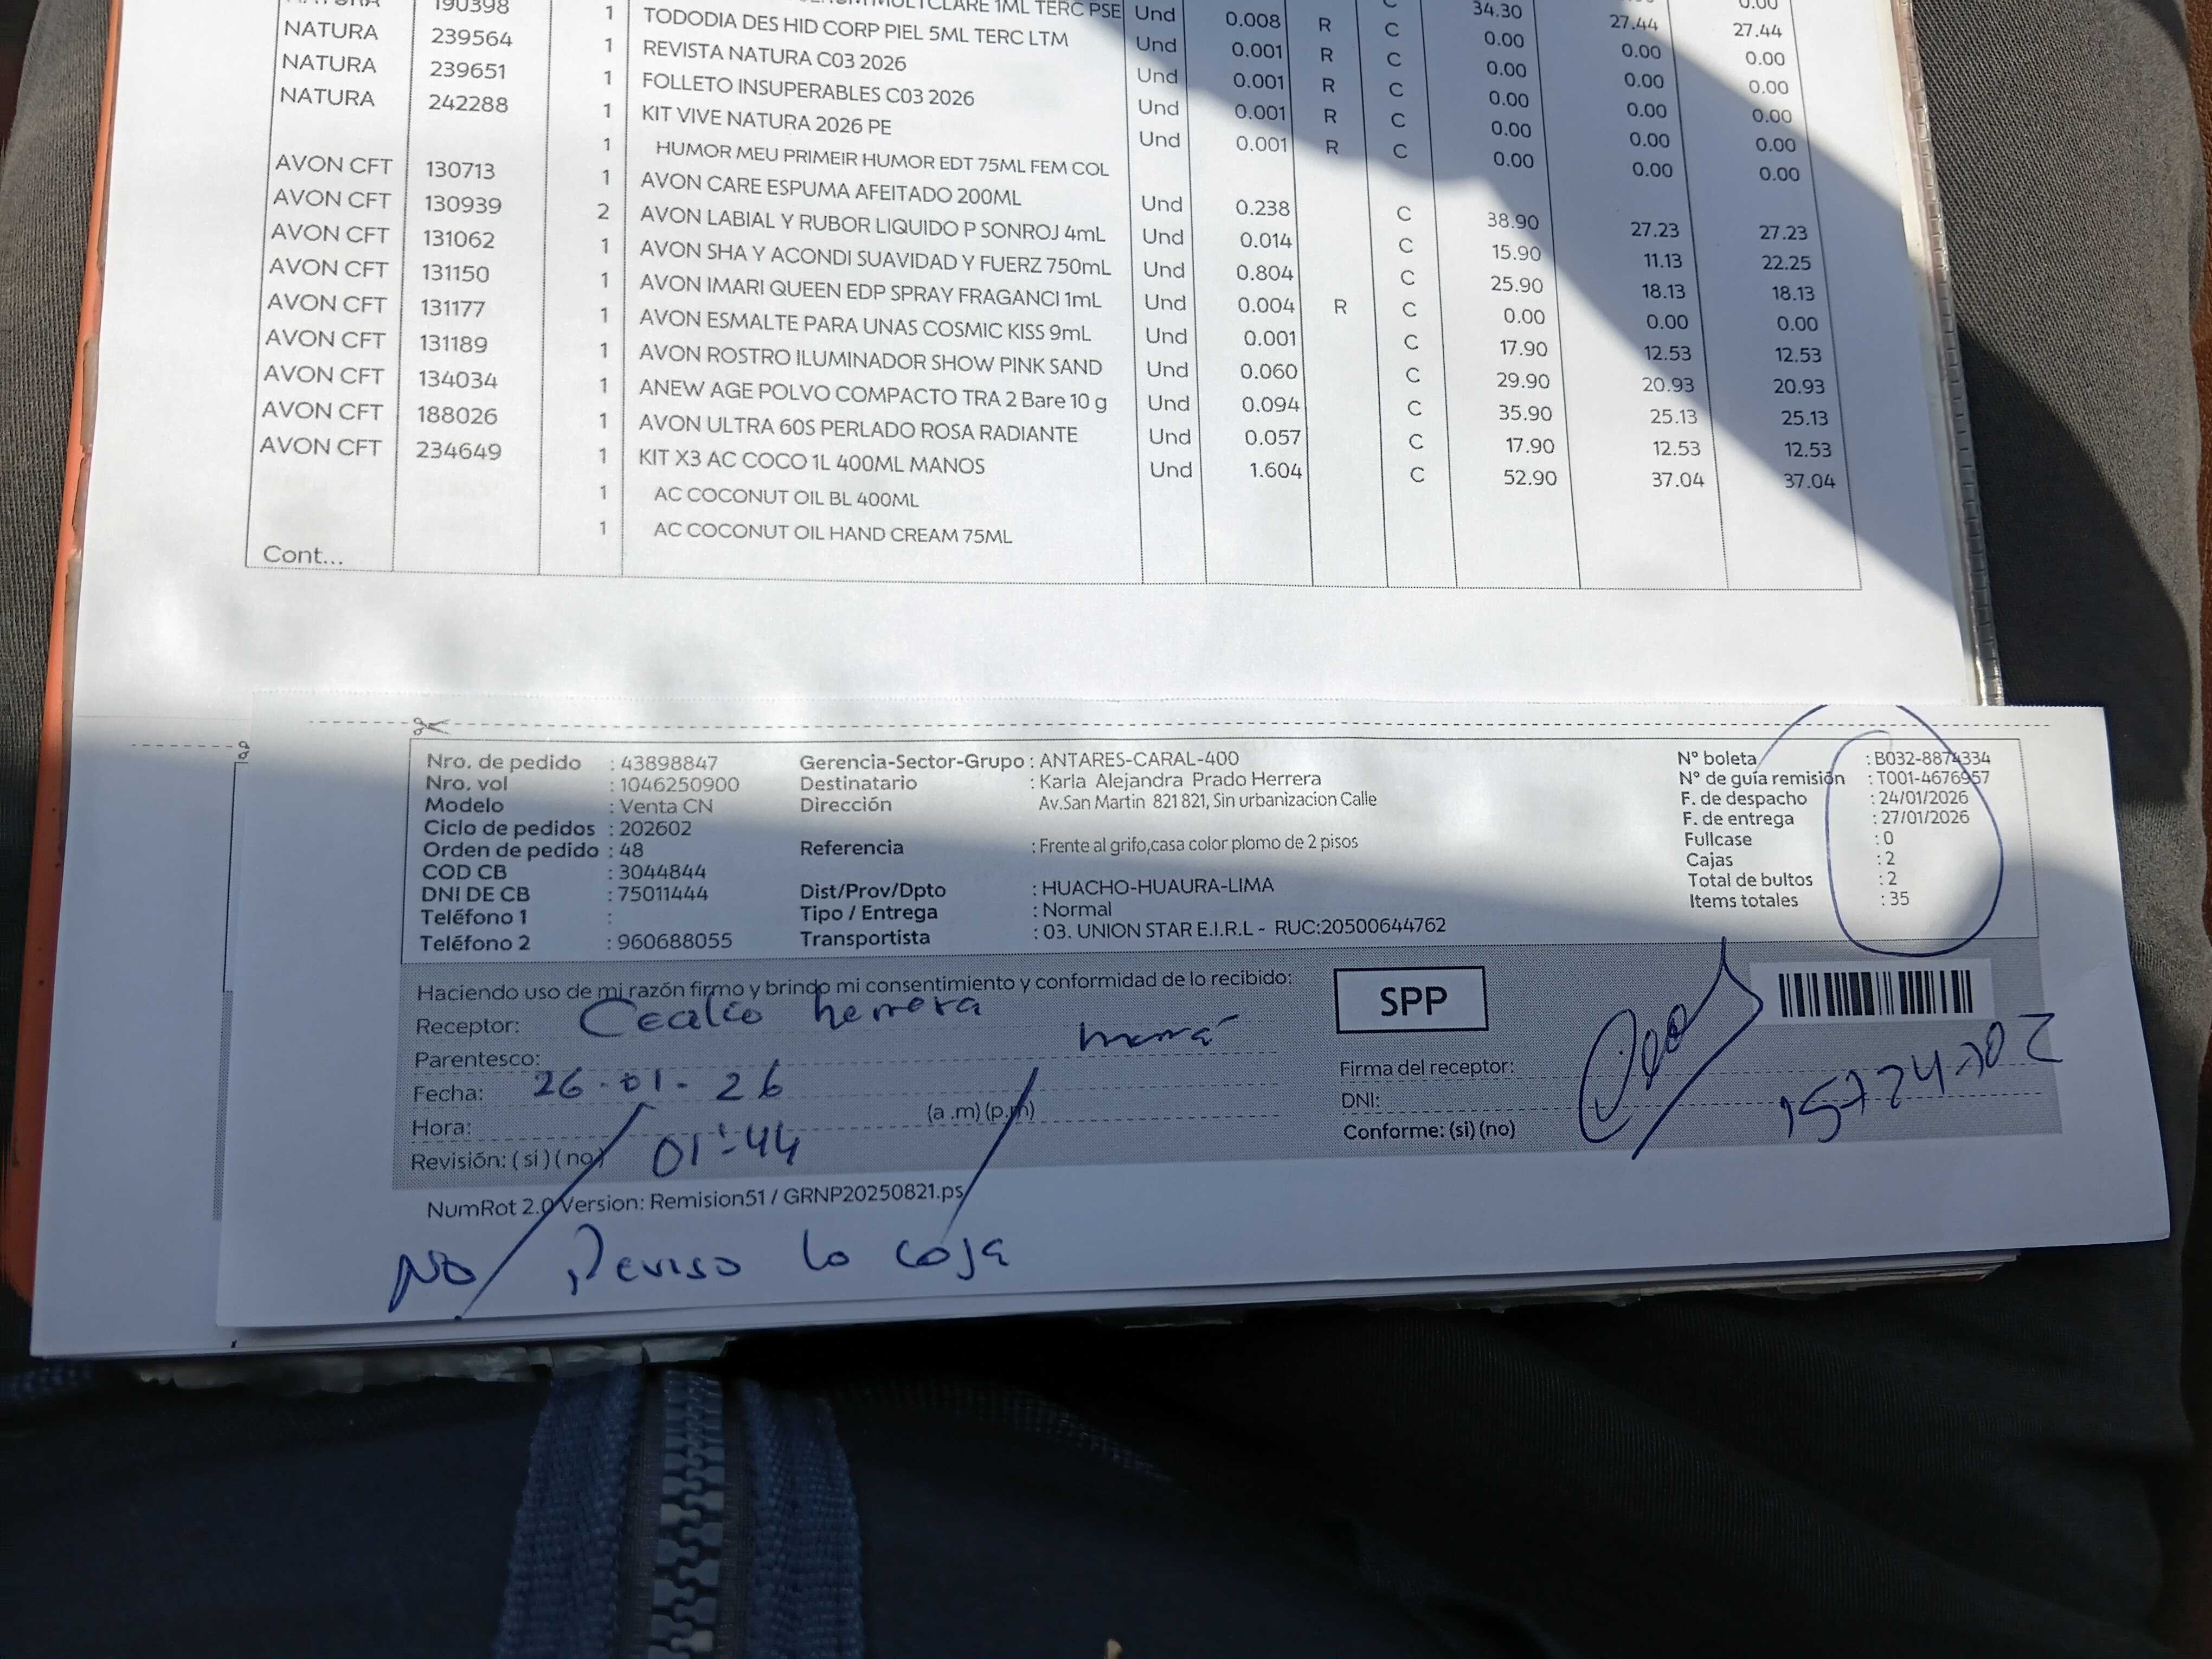 190398 1 1ML TERC PSE Und 0.008 R C 34.30 27.44 27.44
NATURA 239564 1 TODODIA DES HID CORP PIEL 5ML TERC LTM Und 0.001 R C 0.00 0.00 0.00
NATURA 239651 1 REVISTA NATURA C03 2026 Und 0.001 R C 0.00 0.00 0.00
NATURA 242288 1 FOLLETO INSUPERABLES C03 2026 Und 0.001 R C 0.00 0.00 0.00
1 KIT VIVE NATURA 2026 PE Und 0.001 R C 0.00 0.00 0.00
1 HUMOR MEU PRIMEIR HUMOR EDT 75ML FEM COL
AVON CFT 130713 1 AVON CARE ESPUMA AFEITADO 200ML Und 0.238 C 38.90 27.23 27.23
AVON CFT 130939 2 AVON LABIAL Y RUBOR LIQUIDO P SONROJ 4mL Und 0.014 C 15.90 11.13 22.25
AVON CFT 131062 1 AVON SHA Y ACONDI SUAVIDAD Y FUERZ 750mL Und 0.804 C 25.90 18.13 18.13
AVON CFT 131150 1 AVON IMARI QUEEN EDP SPRAY FRAGANCI 1mL Und 0.004 R C 0.00 0.00 0.00
AVON CFT 131177 1 AVON ESMALTE PARA UNAS COSMIC KISS 9mL Und 0.001 C 17.90 12.53 12.53
AVON CFT 131189 1 AVON ROSTRO ILUMINADOR SHOW PINK SAND Und 0.060 C 29.90 20.93 20.93
AVON CFT 134034 1 ANEW AGE POLVO COMPACTO TRA 2 Bare 10 g Und 0.094 C 35.90 25.13 25.13
AVON CFT 188026 1 AVON ULTRA 60S PERLADO ROSA RADIANTE Und 0.057 C 17.90 12.53 12.53
AVON CFT 234649 1 KIT X3 AC COCO 1L 400ML MANOS Und 1.604 C 52.90 37.04 37.04
1 AC COCONUT OIL BL 400ML
1 AC COCONUT OIL HAND CREAM 75ML
Cont...
Nro. de pedido : 43898847 Gerencia-Sector-Grupo : ANTARES-CARAL-400 N° boleta : B032-8874334
Nro. vol : 1046250900 Destinatario : Karla Alejandra Prado Herrera N° de guía remisión : T001-4676957
Modelo : Venta CN Dirección Av.San Martin 821 821, Sin urbanizacion Calle F. de despacho : 24/01/2026
Ciclo de pedidos : 202602 F. de entrega : 27/01/2026
Orden de pedido : 48 Referencia : Frente al grifo,casa color plomo de 2 pisos Fullcase : 0
COD CB : 3044844 Cajas : 2
DNI DE CB : 75011444 Dist/Prov/Dpto : HUACHO-HUAURA-LIMA Total de bultos : 2
Teléfono 1 : Tipo / Entrega : Normal Items totales : 35
Teléfono 2 : 960688055 Transportista : 03. UNION STAR E.I.R.L - RUC:20500644762
Haciendo uso de mi razón firmo y brindo mi consentimiento y conformidad de lo recibido:
SPP
Receptor: herrera
Parentesco: mamá
Fecha: 26-01-26
Firma del receptor:
Hora: 01:44 (a .m) (p.m)
DNI:
Revisión: ( si ) ( no)
Conforme: (si) (no)
NumRot 2.0 Version: Remision51 / GRNP20250821.ps
No Reviso la caja